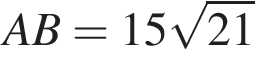 AB = 15√21